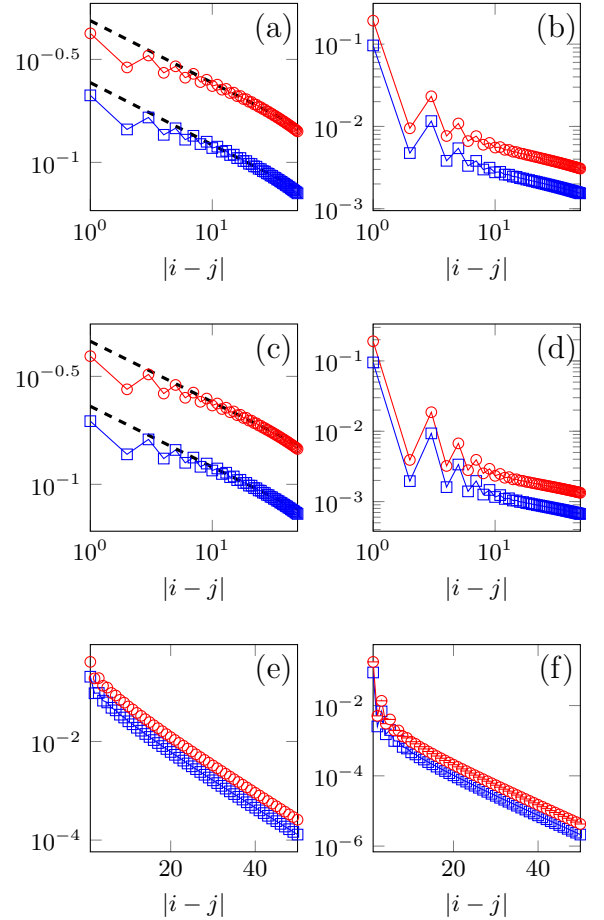 (a) (b)
10^{-0.5} 10^{-1}
10^{-1} 10^{-2}
10^{-3}
10^0 10^1 10^0 10^1
|i − j| |i − j|
(c) (d)
10^{-0.5} 10^{-1}
10^{-2}
10^{-1} 10^{-3}
10^0 10^1 10^0 10^1
|i − j| |i − j|
(e) (f)
10^{-2} 10^{-2}
10^{-4}
10^{-4} 10^{-6}
20 40 20 40
|i − j| |i − j|